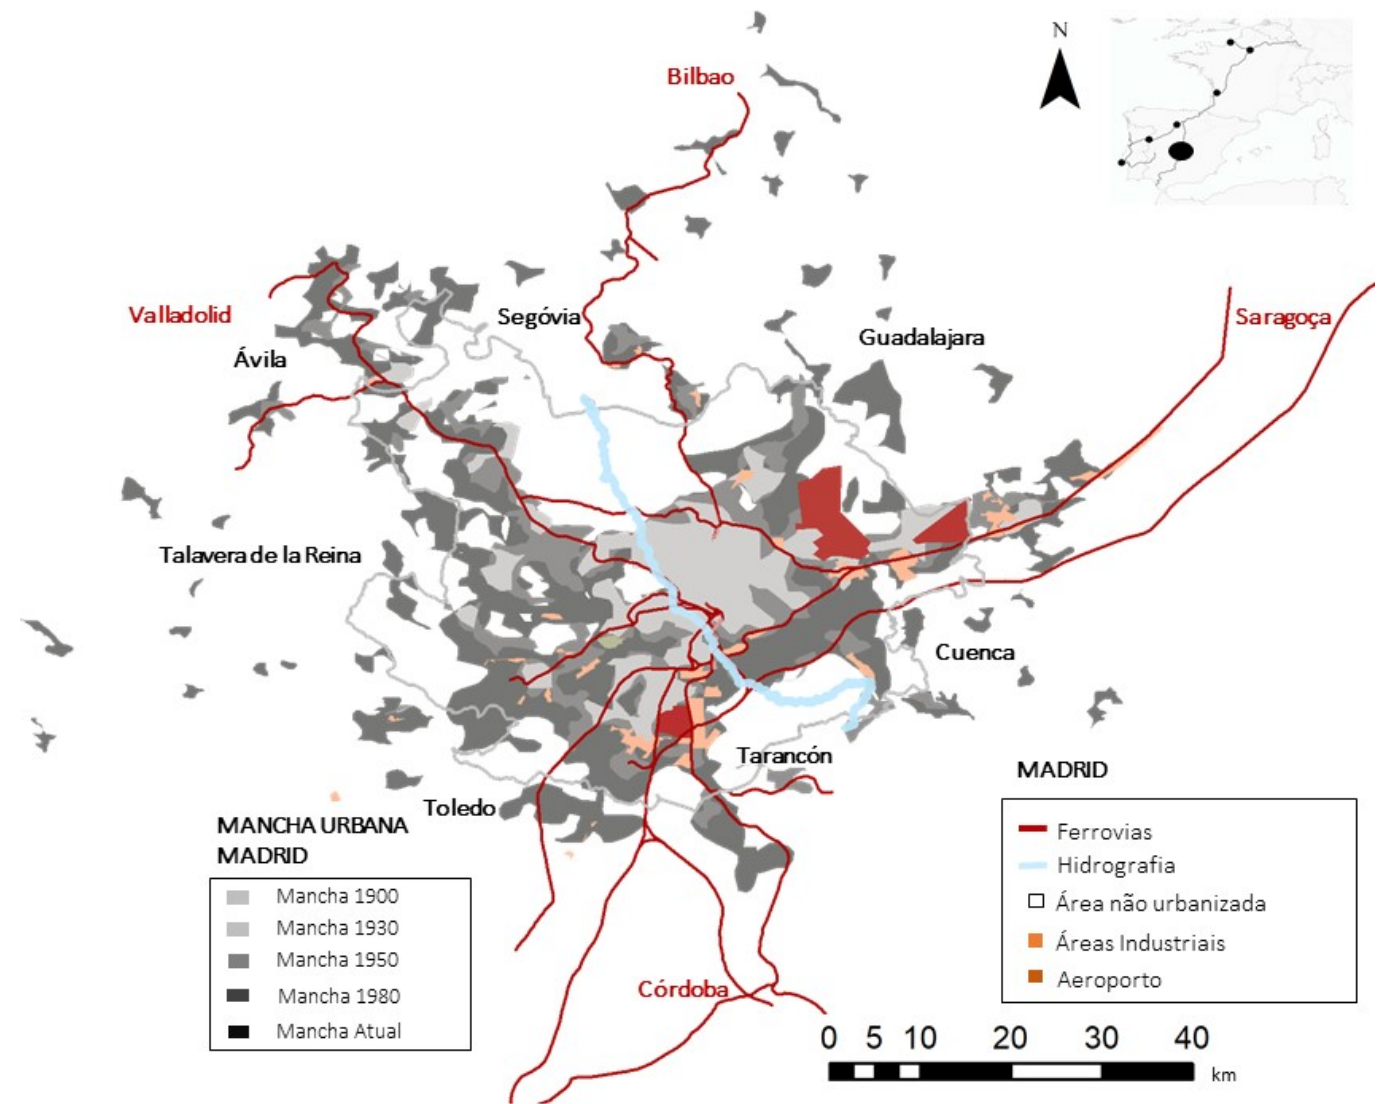 N
Bilbao
Valladolid
Segóvia
Saragoça
Guadalajara
Ávila
Talavera de la Reina
Cuenca
Tarancón
Toledo
Córdoba
MANCHA URBANA
MADRID
Mancha 1900
Mancha 1930
Mancha 1950
Mancha 1980
Mancha Atual
MADRID
Ferrovias
Hidrografia
Área não urbanizada
Áreas Industriais
Aeroporto
0 5 10 20 30 40
km